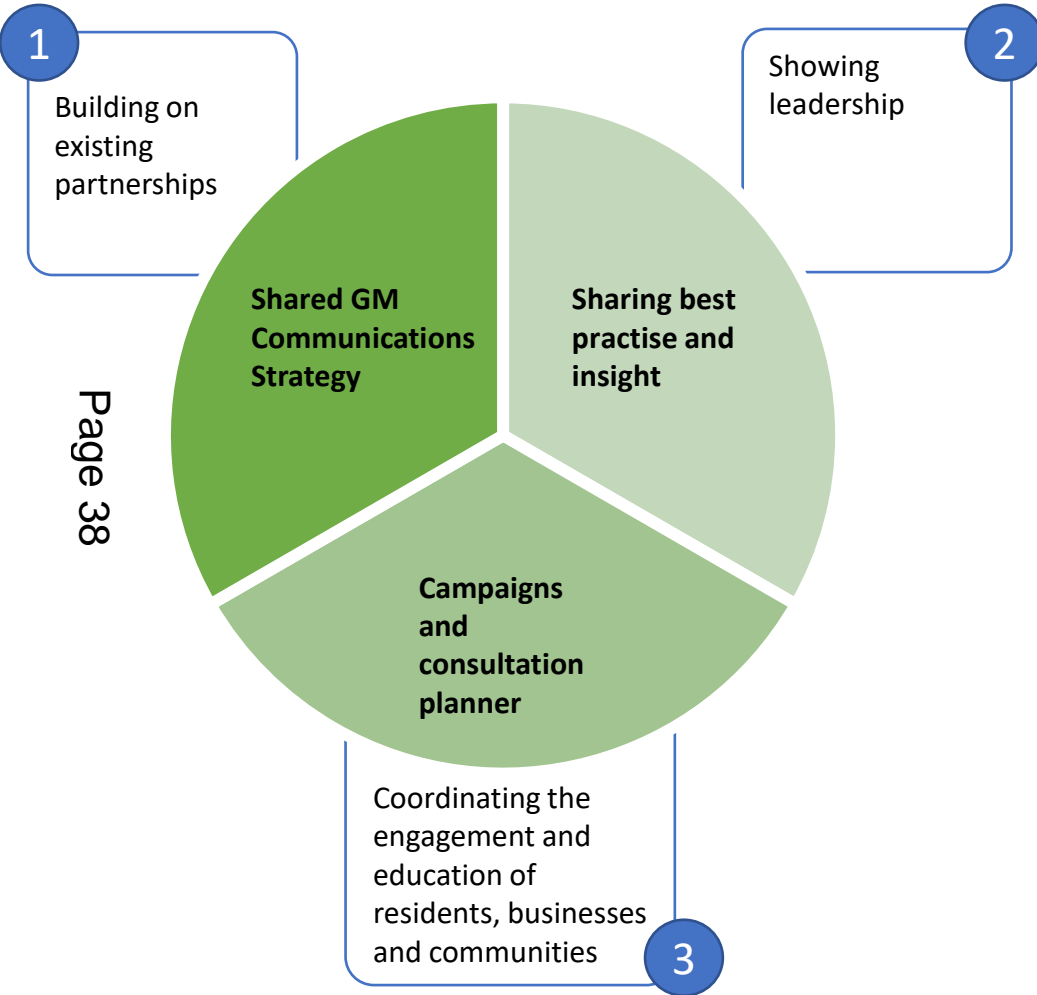 1
Building on
existing
partnerships
2
Showing
leadership
Shared GM
Communications
Strategy
Sharing best
practise and
insight
Page 38
Campaigns
and
consultation
planner
Coordinating the
engagement and
education of
residents, businesses
and communities
3